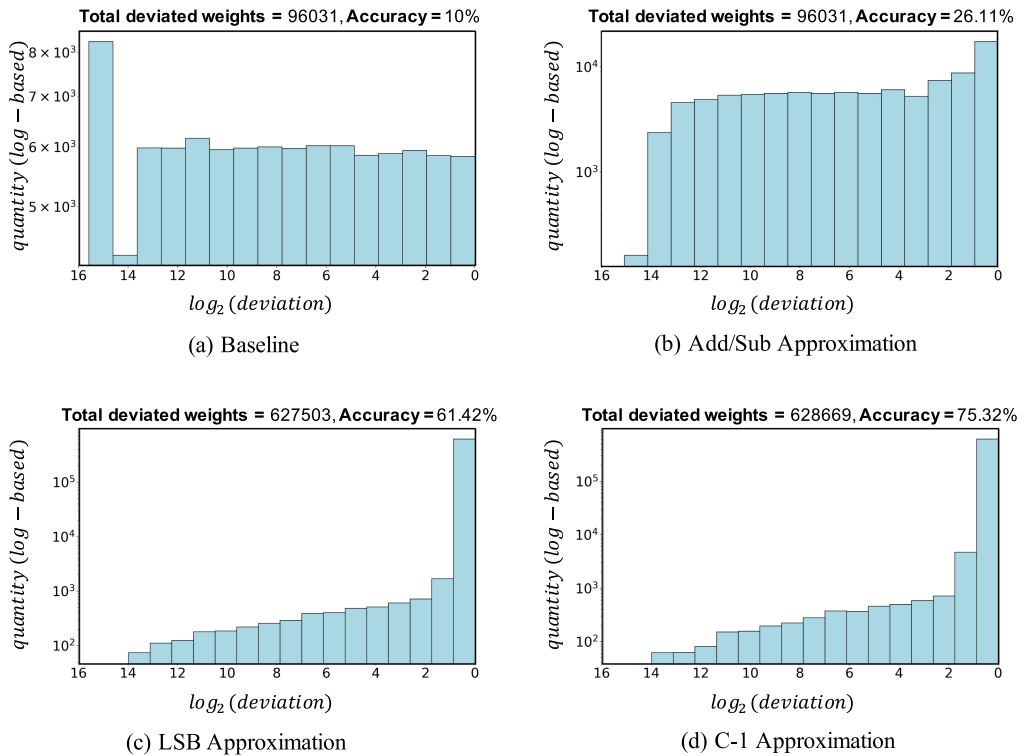 Total deviated weights = 96031, Accuracy = 10%
quantity (log − based)
8 × 10³
7 × 10³
6 × 10³
5 × 10³
16 14 12 10 8 6 4 2 0
log₂ (deviation)
(a) Baseline
Total deviated weights = 96031, Accuracy = 26.11%
quantity (log − based)
10⁴
10³
16 14 12 10 8 6 4 2 0
log₂ (deviation)
(b) Add/Sub Approximation
Total deviated weights = 627503, Accuracy = 61.42%
quantity (log − based)
10⁵
10⁴
10³
10²
16 14 12 10 8 6 4 2 0
log₂ (deviation)
(c) LSB Approximation
Total deviated weights = 628669, Accuracy = 75.32%
quantity (log − based)
10⁵
10⁴
10³
10²
16 14 12 10 8 6 4 2 0
log₂ (deviation)
(d) C-1 Approximation